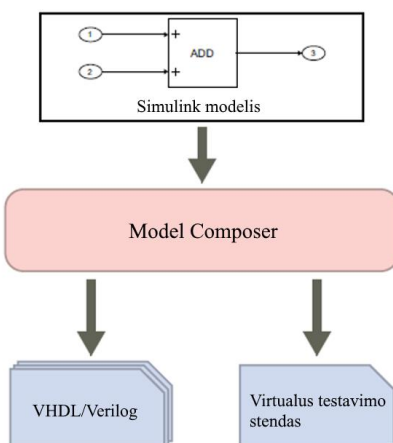 1
+
ADD
3
2
+
Simulink modelis
Model Composer
VHDL/Verilog
Virtualus testavimo
stendas